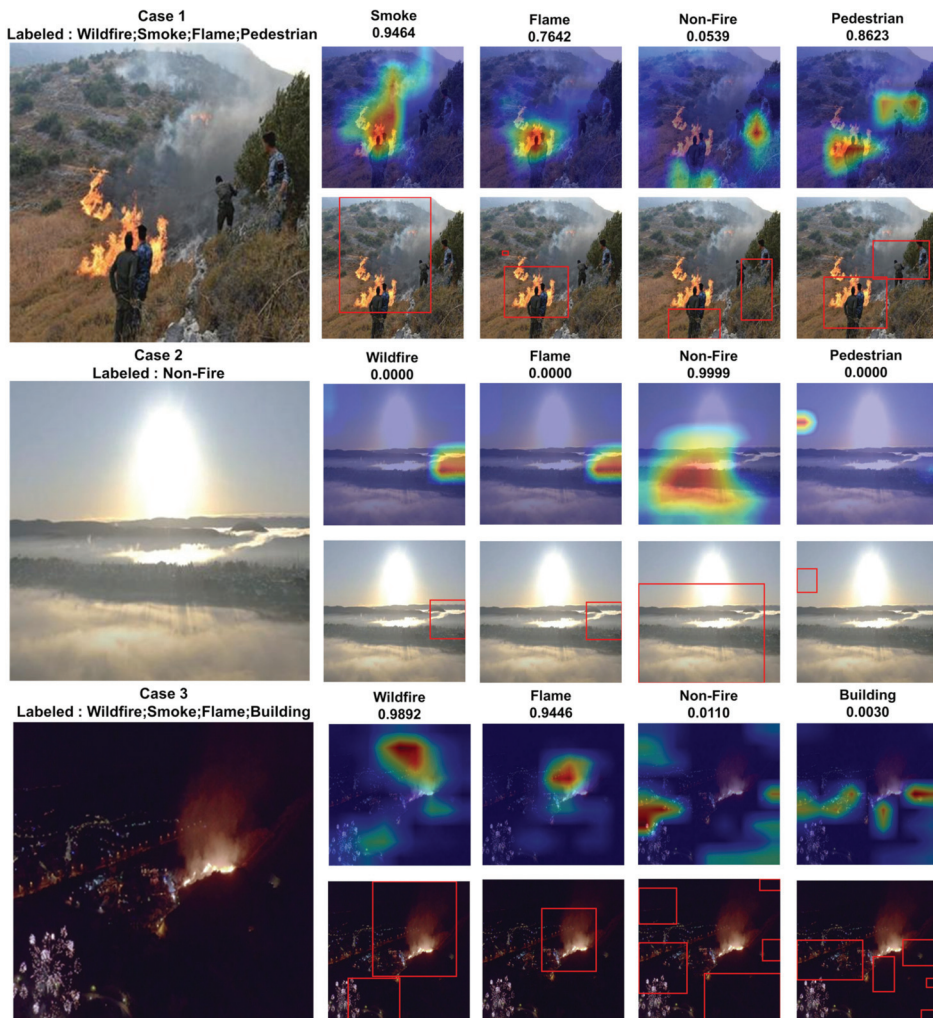 Case 1
Labeled : Wildfire;Smoke;Flame;Pedestrian
Smoke
0.9464
Flame
0.7642
Non-Fire
0.0539
Pedestrian
0.8623
Case 2
Labeled : Non-Fire
Wildfire
0.0000
Flame
0.0000
Non-Fire
0.9999
Pedestrian
0.0000
Case 3
Labeled : Wildfire;Smoke;Flame;Building
Wildfire
0.9892
Flame
0.9446
Non-Fire
0.0110
Building
0.0030